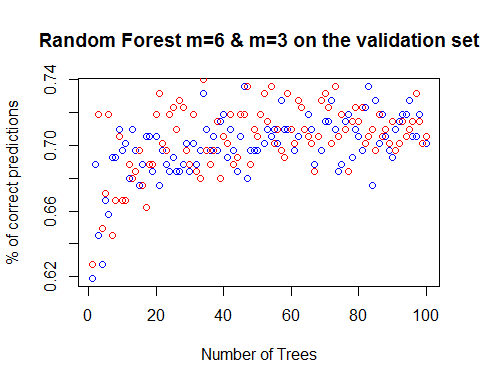 Random Forest m=6 & m=3 on the validation set
% of correct predictions
0.74
0.70
0.66
0.62
0 20 40 60 80 100
Number of Trees